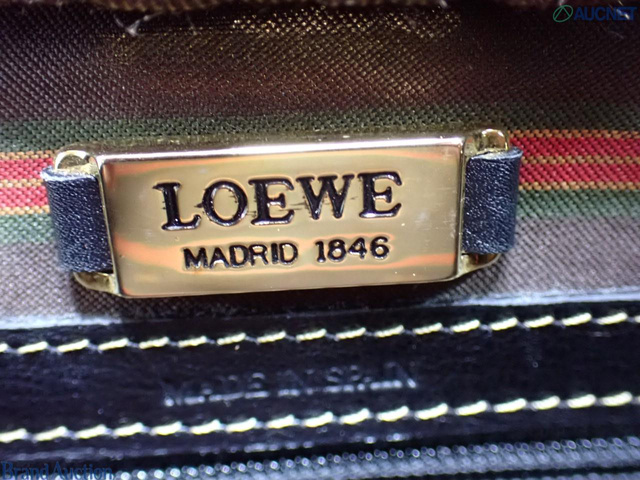 AUCNET
LOEWE
MADRID 1846
MADE IN SPAIN
Brand Auction